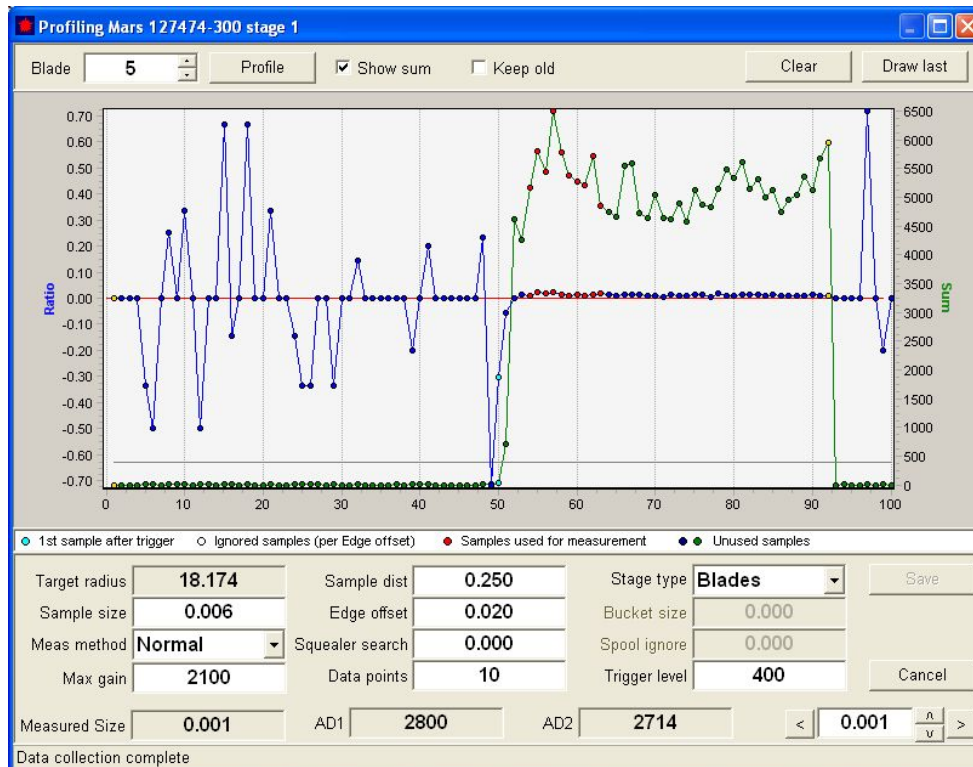 Profiling Mars 127474-300 stage 1
Blade 5 Profile Show sum Keep old Clear Draw last
0.70 6500
0.60 6000
0.50 5500
0.40 5000
0.30 4500
0.20 4000
0.10 3500
0.00 3000
-0.10 2500
-0.20 2000
-0.30 1500
-0.40 1000
-0.50 500
-0.60 0
-0.70
Ratio
Sum
0 10 20 30 40 50 60 70 80 90 100
1st sample after trigger Ignored samples (per Edge offset) Samples used for measurement Unused samples
Target radius 18.174 Sample dist 0.250 Stage type Blades Save
Sample size 0.006 Edge offset 0.020 Bucket size 0.000
Meas method Normal Squealer search 0.000 Spool ignore 0.000
Max gain 2100 Data points 10 Trigger level 400 Cancel
Measured Size 0.001 AD1 2800 AD2 2714 < 0.001 >
Data collection complete